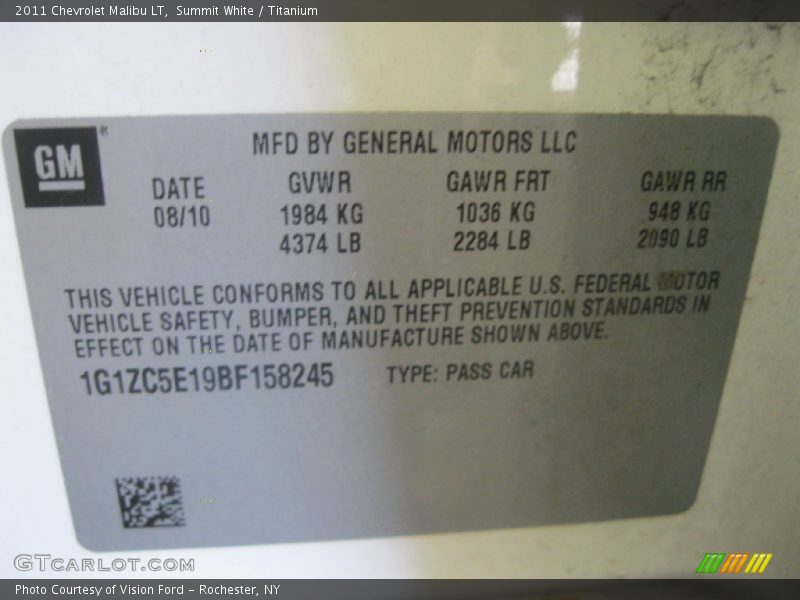 2011 Chevrolet Malibu LT, Summit White / Titanium
GM®
MFD BY GENERAL MOTORS LLC
DATE GVWR GAWR FRT GAWR RR
08/10 1984 KG 1036 KG 948 KG
4374 LB 2284 LB 2090 LB
THIS VEHICLE CONFORMS TO ALL APPLICABLE U.S. FEDERAL MOTOR
VEHICLE SAFETY, BUMPER, AND THEFT PREVENTION STANDARDS IN
EFFECT ON THE DATE OF MANUFACTURE SHOWN ABOVE.
1G1ZC5E19BF158245 TYPE: PASS CAR
GTCARLOT.COM
Photo Courtesy of Vision Ford - Rochester, NY